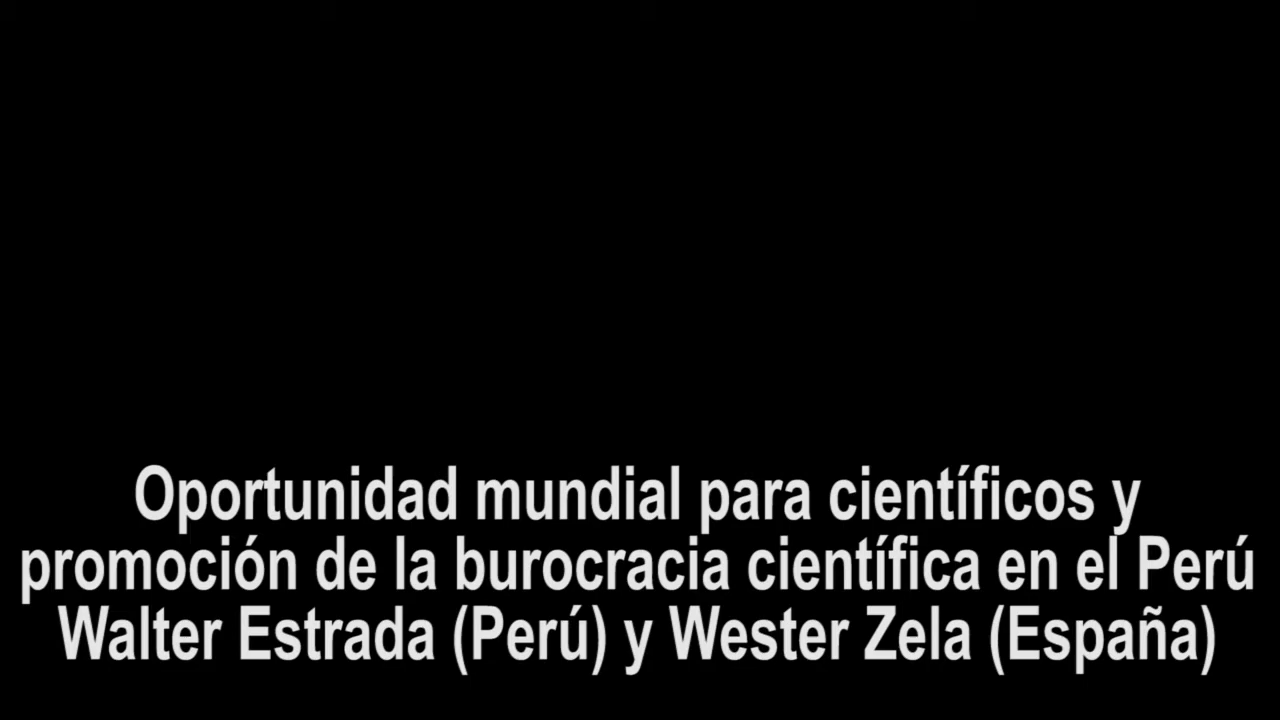 Oportunidad mundial para científicos y
promoción de la burocracia científica en el Perú
Walter Estrada (Perú) y Wester Zela (España)